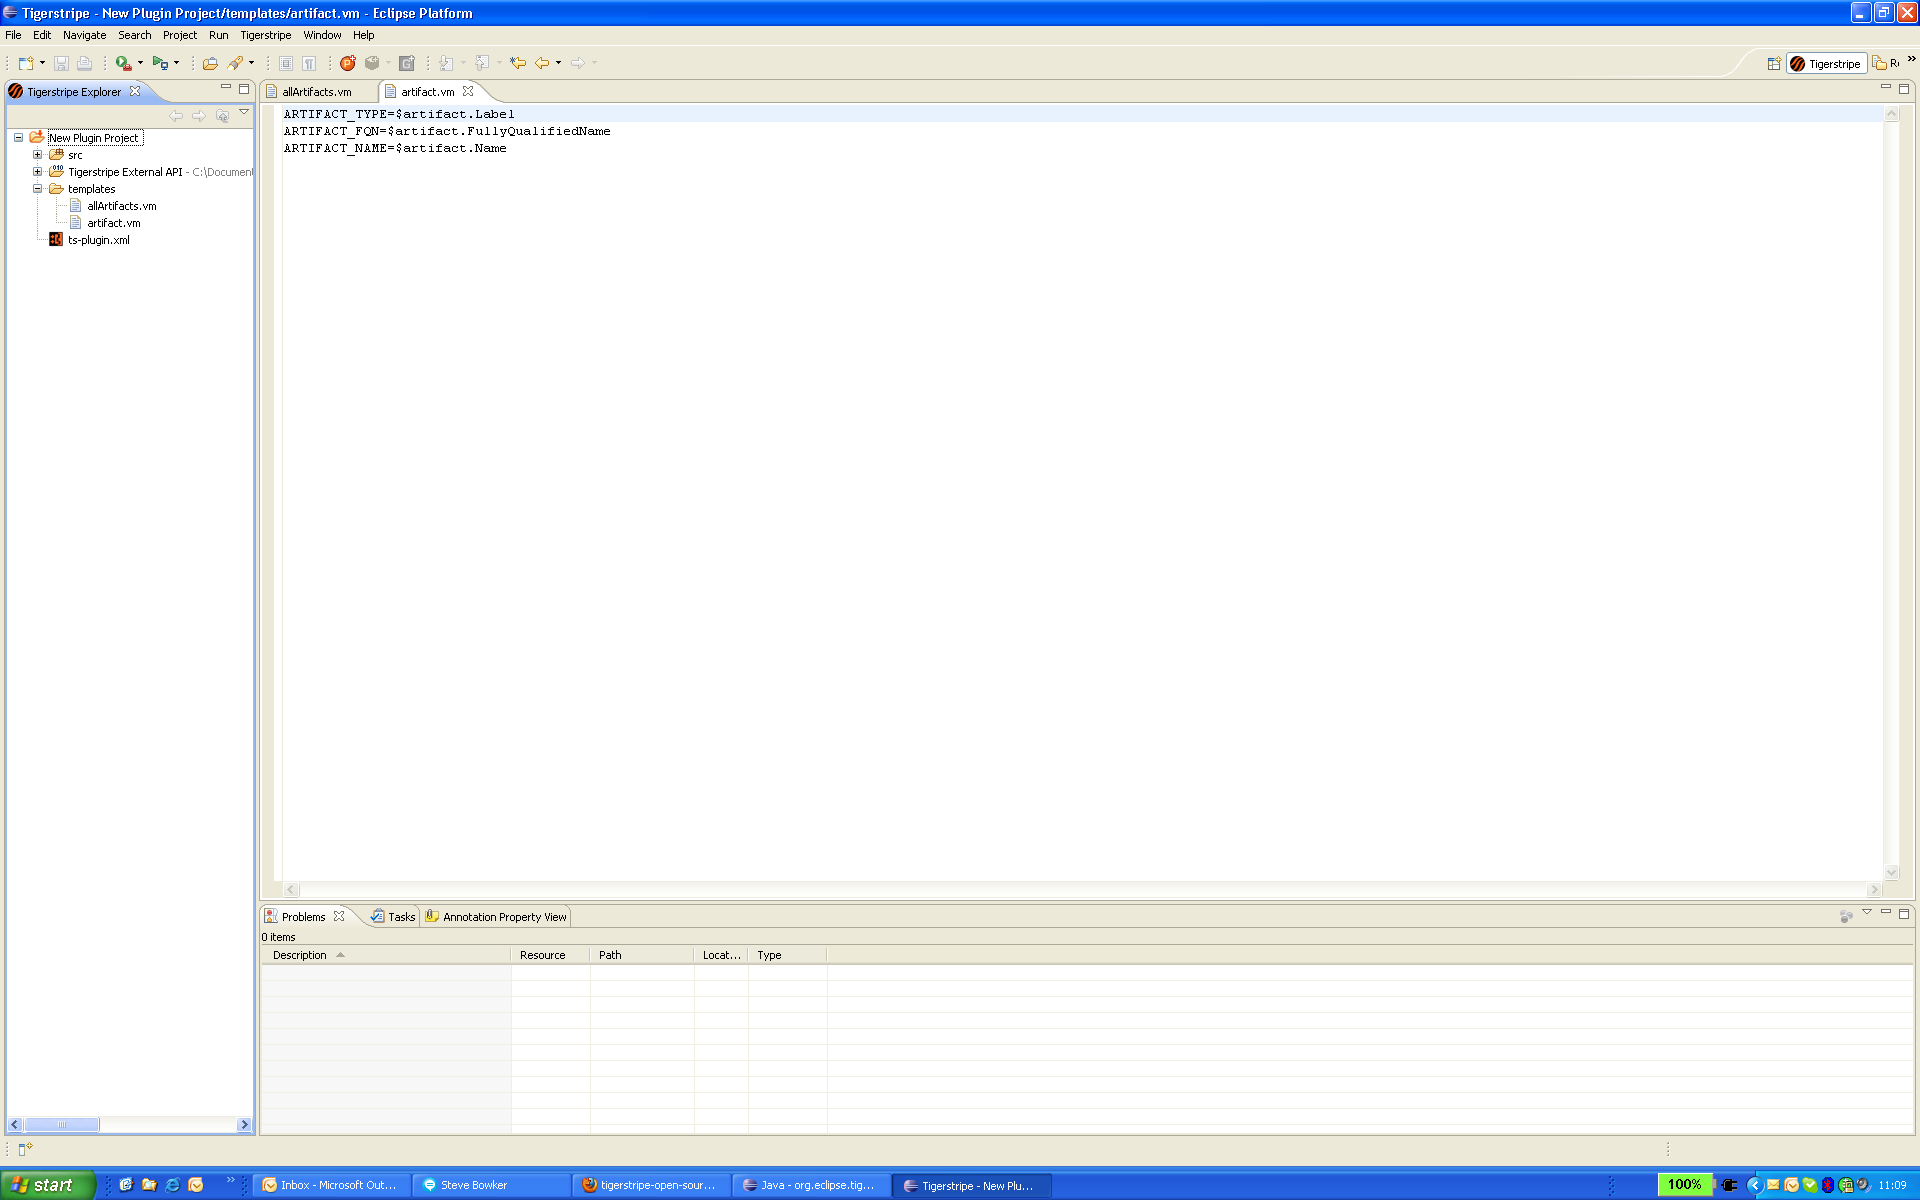 Tigerstripe - New Plugin Project/templates/artifact.vm - Eclipse Platform
File Edit Navigate Search Project Run Tigerstripe Window Help
Tigerstripe
»
Tigerstripe Explorer
allArtifacts.vm
artifact.vm
New Plugin Project
src
Tigerstripe External API - C:\Document
templates
allArtifacts.vm
artifact.vm
ts-plugin.xml
ARTIFACT_TYPE=$artifact.Label
ARTIFACT_FQN=$artifact.FullyQualifiedName
ARTIFACT_NAME=$artifact.Name
Problems
Tasks
Annotation Property View
0 items
Description Resource Path Locat... Type
start
»
Inbox - Microsoft Out...
Steve Bowker
tigerstripe-open-sour...
Java - org.eclipse.tig...
Tigerstripe - New Plu...
100%
11:09